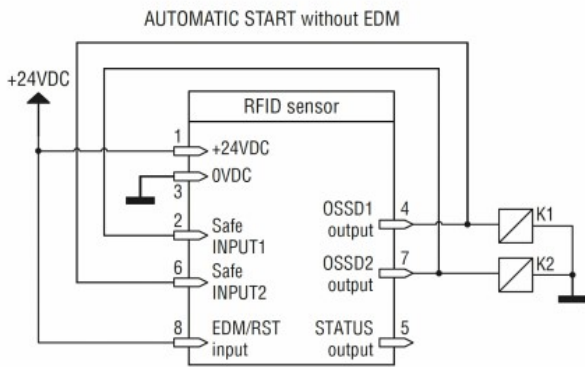 AUTOMATIC START without EDM
+24VDC
RFID sensor
1
+24VDC
0VDC
3
2
Safe
INPUT1
6
Safe
INPUT2
8
EDM/RST
input
OSSD1
output
4
K1
OSSD2
output
7
K2
STATUS
output
5